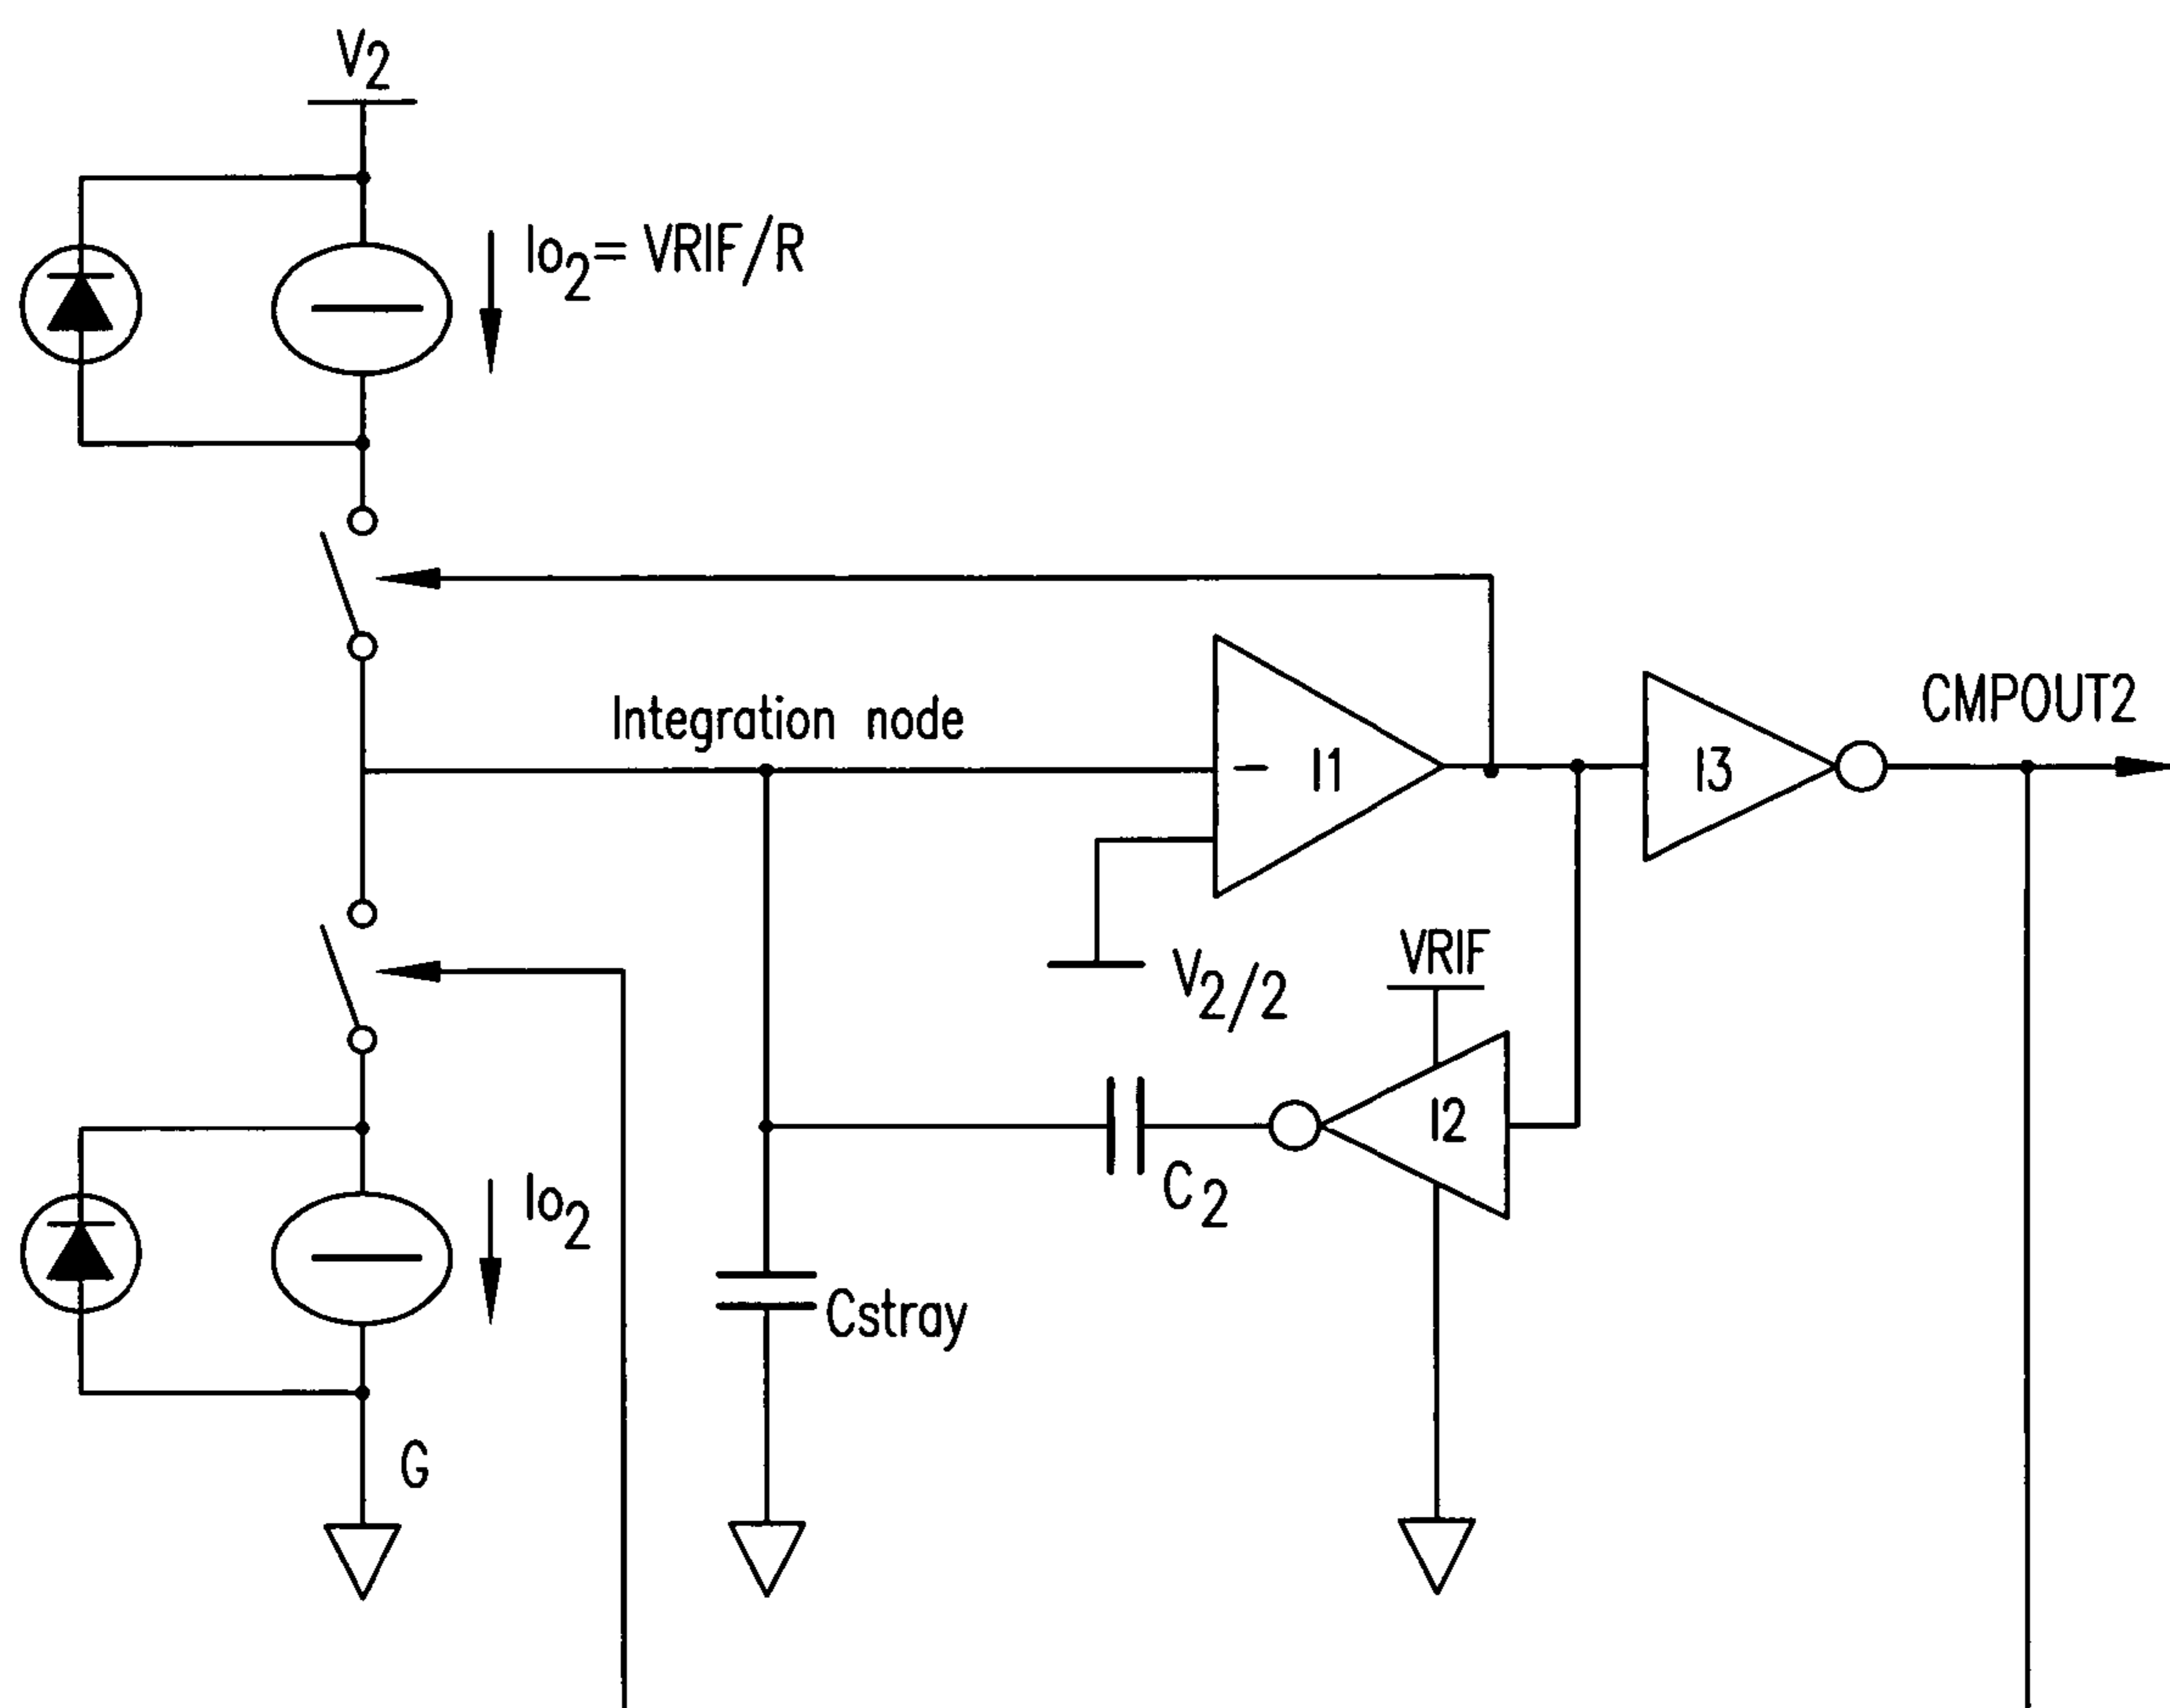 V2
Io2= VRIF/R
Integration node
- I1
I3
CMPOUT2
V2/2
VRIF
I2
C2
Io2
Cstray
G